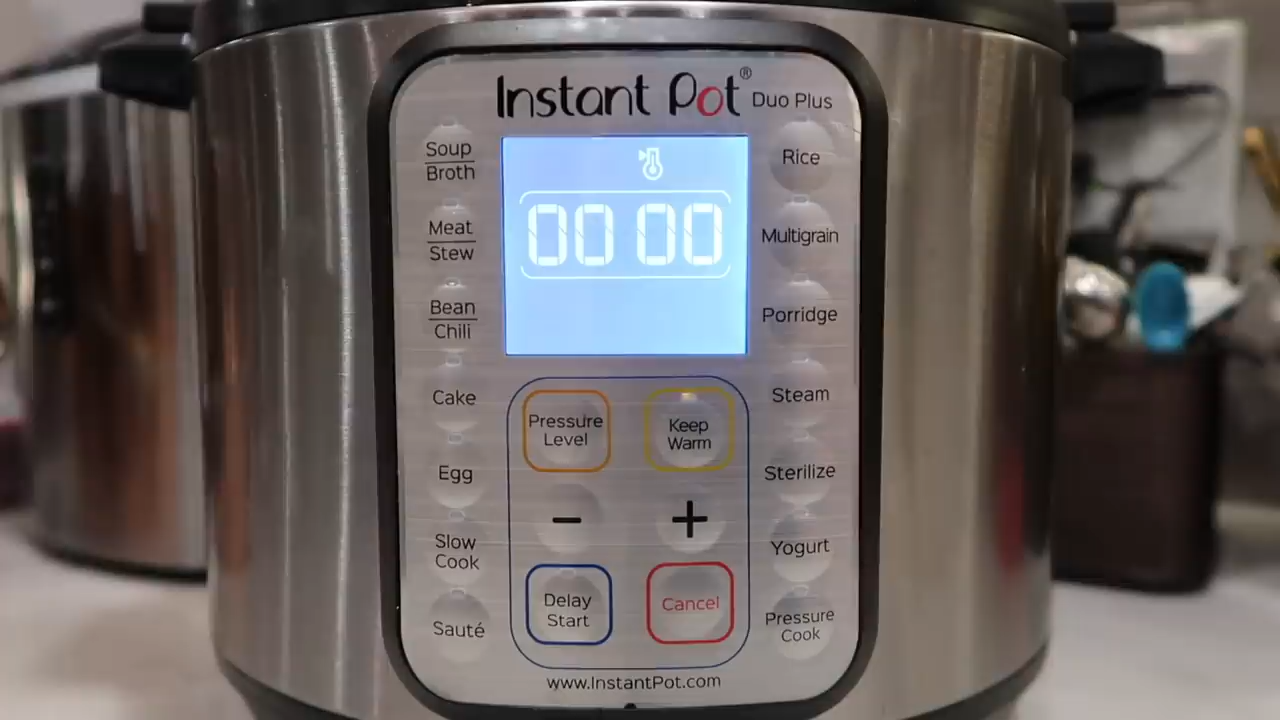 Instant Pot® Duo Plus
Soup
Broth
Meat
Stew
Bean
Chili
Cake
Egg
Slow
Cook
Sauté
00 00
Pressure
Level
Keep
Warm
−
+
Delay
Start
Cancel
Rice
Multigrain
Porridge
Steam
Sterilize
Yogurt
Pressure
Cook
www.InstantPot.com